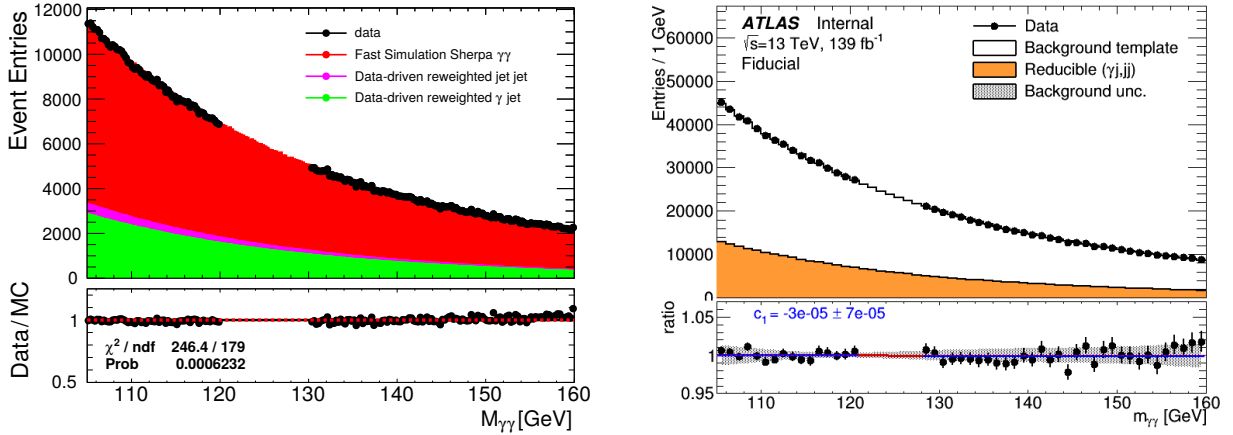 Event Entries
12000
10000
8000
6000
4000
2000
0
data
Fast Simulation Sherpa γγ
Data-driven reweighted jet jet
Data-driven reweighted γ jet
Data/ MC
1
0.5
χ² / ndf 246.4 / 179
Prob 0.0006232
110 120 130 140 150 160
Mγγ [GeV]
Entries / 1 GeV
60000
50000
40000
30000
20000
10000
0
ATLAS Internal
√s=13 TeV, 139 fb⁻¹
Fiducial
Data
Background template
Reducible (γj,jj)
Background unc.
ratio
1.05
1
0.95
c₁ = -3e-05 ± 7e-05
110 120 130 140 150 160
mγγ [GeV]